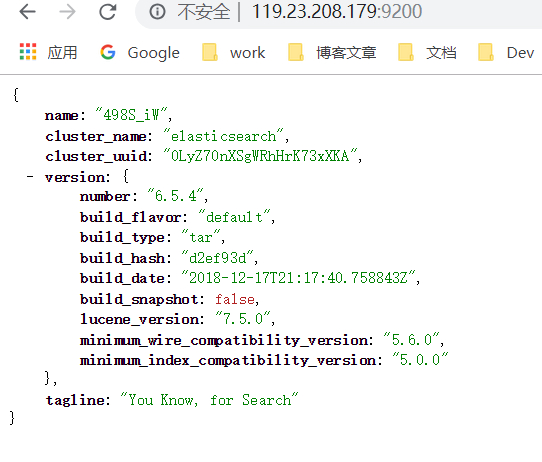 不安全 | 119.23.208.179:9200
应用 Google work 博客文章 文档 Dev
{
name: "498S_iW",
cluster_name: "elasticsearch",
cluster_uuid: "OLyZ70nXSgWRhHrK73xXKA",
- version: {
number: "6.5.4",
build_flavor: "default",
build_type: "tar",
build_hash: "d2ef93d",
build_date: "2018-12-17T21:17:40.758843Z",
build_snapshot: false,
lucene_version: "7.5.0",
minimum_wire_compatibility_version: "5.6.0",
minimum_index_compatibility_version: "5.0.0"
},
tagline: "You Know, for Search"
}